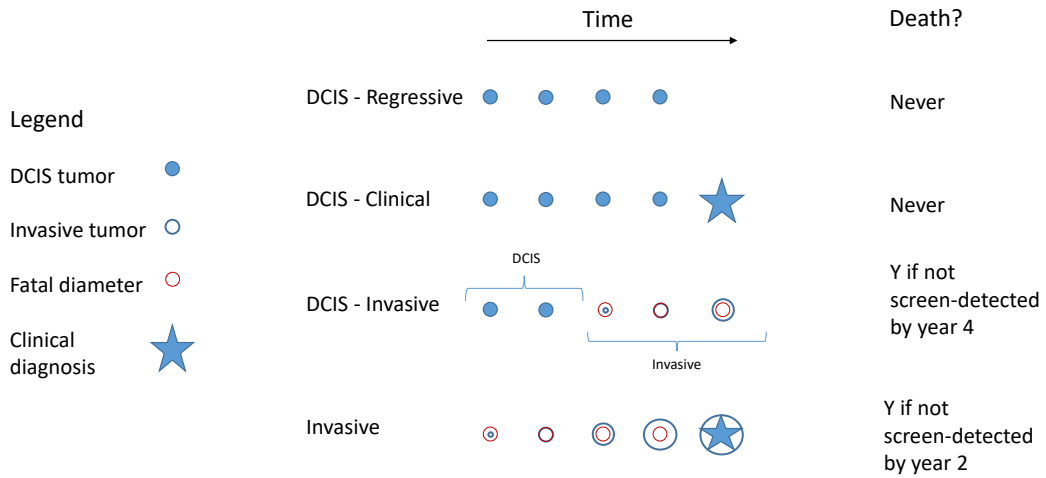 Time
Death?
DCIS - Regressive
Never
Legend
DCIS tumor
DCIS - Clinical
Never
Invasive tumor
DCIS
Fatal diameter
DCIS - Invasive
Y if not
screen-detected
by year 4
Clinical
diagnosis
Invasive
Invasive
Y if not
screen-detected
by year 2